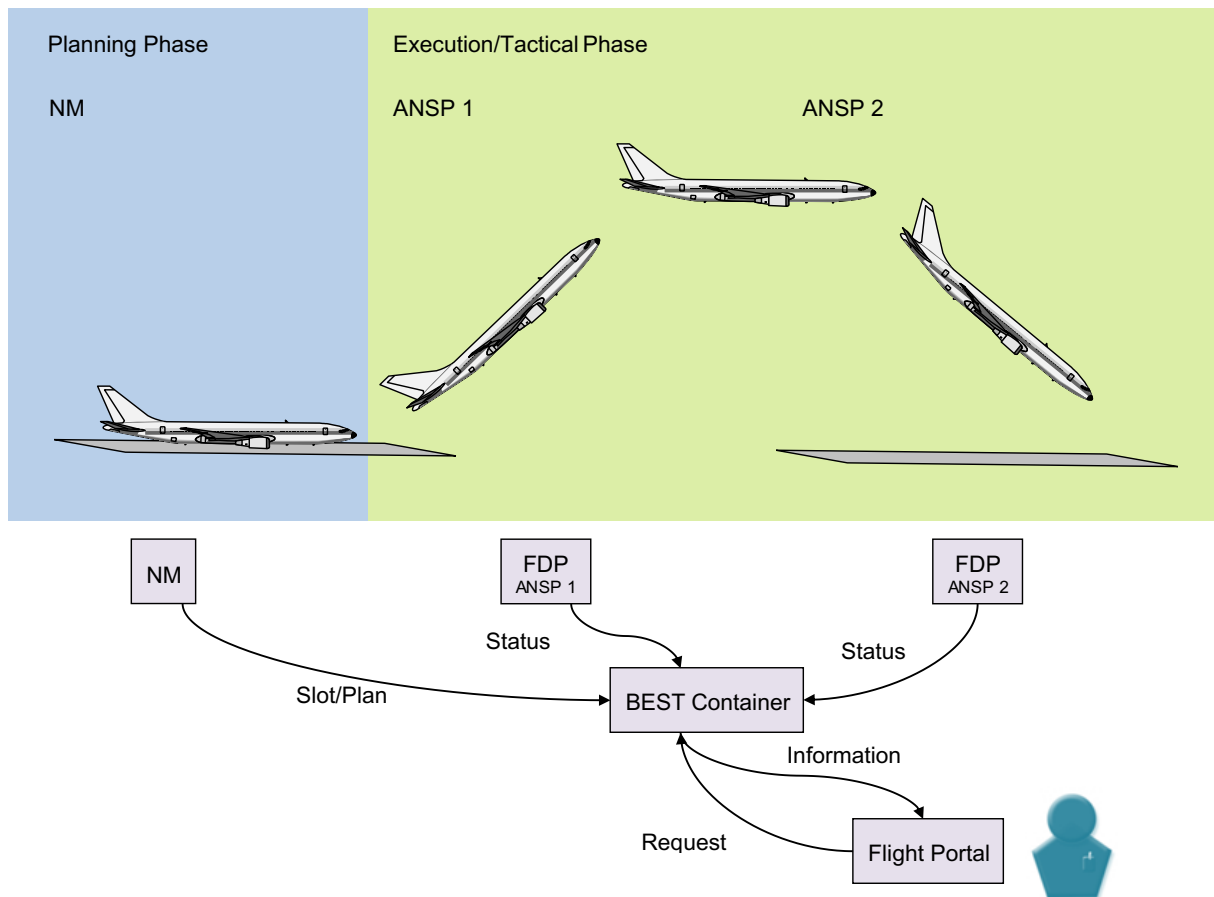 Planning Phase
Execution/Tactical Phase
NM
ANSP 1
ANSP 2
NM
FDP
ANSP 1
FDP
ANSP 2
Status
Status
Slot/Plan
BEST Container
Information
Request
Flight Portal